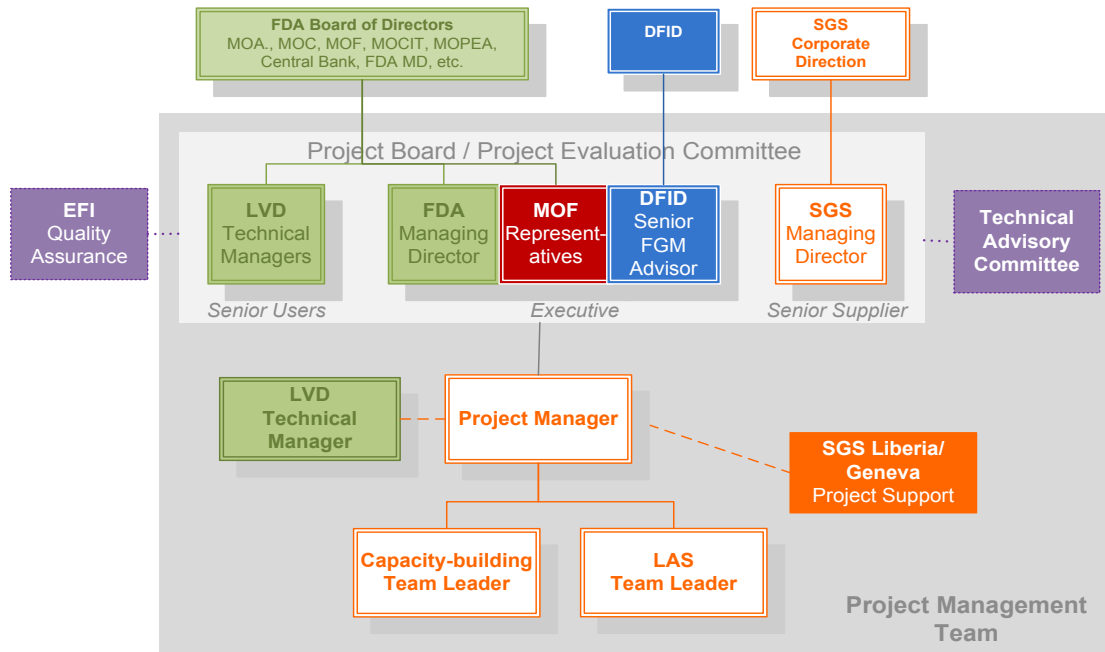 FDA Board of Directors
MOA., MOC, MOF, MOCIT, MOPEA,
Central Bank, FDA MD, etc.
DFID
SGS
Corporate
Direction
Project Board / Project Evaluation Committee
EFI
Quality
Assurance
LVD
Technical
Managers
FDA
Managing
Director
MOF
Represent-
atives
DFID
Senior
FGM
Advisor
SGS
Managing
Director
Technical
Advisory
Committee
Senior Users
Executive
Senior Supplier
LVD
Technical
Manager
Project Manager
SGS Liberia/
Geneva
Project Support
Capacity-building
Team Leader
LAS
Team Leader
Project Management
Team